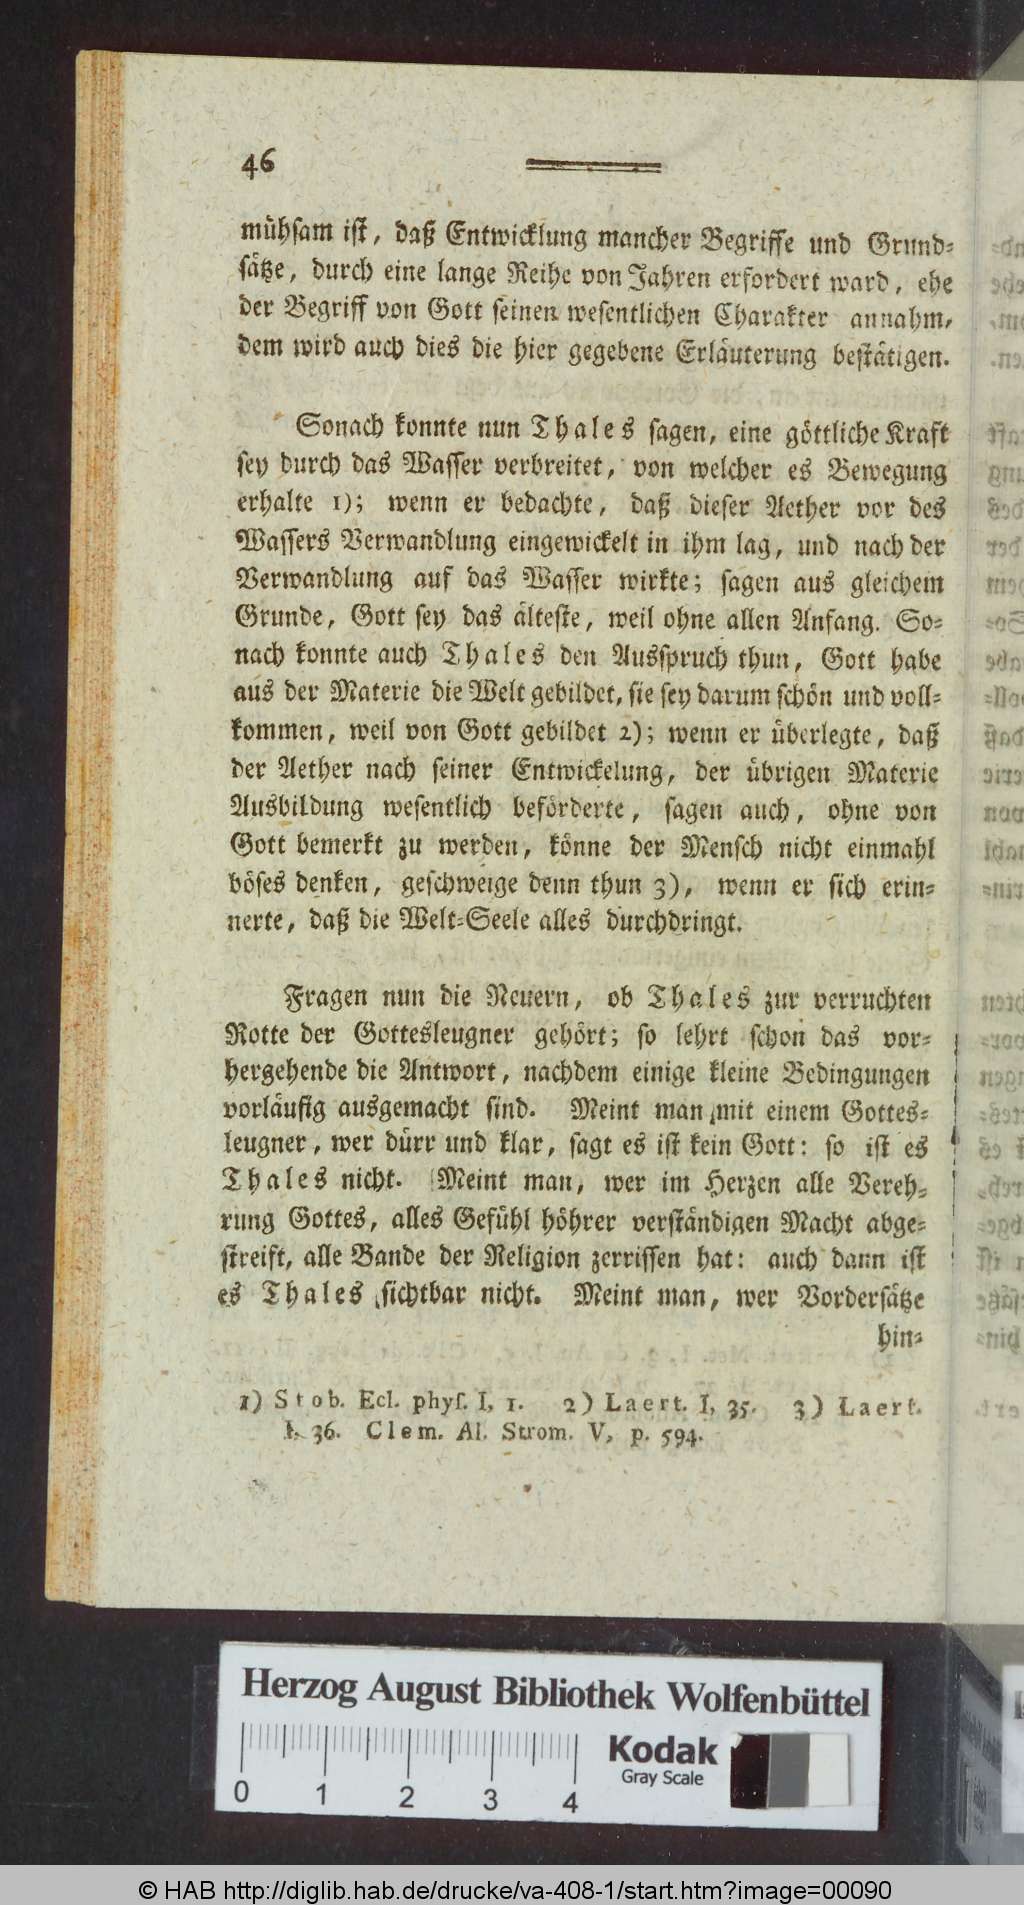 46
mühsam ist, daß Entwicklung mancher Begriffe und Grund-
sätze, durch eine lange Reihe von Jahren erfordert ward, ehe
der Begriff von Gott seinen wesentlichen Charakter annahm,
dem wird auch dies die hier gegebene Erläuterung bestätigen.
Sonach konnte nun Thales sagen, eine göttliche Kraft
sey durch das Wasser verbreitet, von welcher es Bewegung
erhalte 1); wenn er bedachte, daß dieser Aether vor des
Wassers Verwandlung eingewickelt in ihm lag, und nach der
Verwandlung auf das Wasser wirkte; sagen aus gleichem
Grunde, Gott sey das älteste, weil ohne allen Anfang. So-
nach konnte auch Thales den Ausspruch thun, Gott habe
aus der Materie die Welt gebildet, sie sey darum schön und voll-
kommen, weil von Gott gebildet 2); wenn er überlegte, daß
der Aether nach seiner Entwickelung, der übrigen Materie
Ausbildung wesentlich beförderte, sagen auch, ohne von
Gott bemerkt zu werden, könne der Mensch nicht einmahl
böses denken, geschweige denn thun 3), wenn er sich erin-
nerte, daß die Welt-Seele alles durchdringt.
Fragen nun die Neuern, ob Thales zur verruchten
Rotte der Gottesleugner gehört; so lehrt schon das vor-
hergehende die Antwort, nachdem einige kleine Bedingungen
vorläufig ausgemacht sind. Meint man mit einem Gottes-
leugner, wer dürr und klar, sagt es ist kein Gott: so ist es
Thales nicht. Meint man, wer im Herzen alle Vereh-
rung Gottes, alles Gefühl höhrer verständigen Macht abge-
streift, alle Bande der Religion zerrissen hat: auch dann ist
es Thales sichtbar nicht. Meint man, wer Vordersätze
hin-
1) Stob. Ecl. phyſ. I, 1. 2) Laert. I, 35. 3) Laert.
I, 36. Clem. Al. Strom. V, p. 594.
Herzog August Bibliothek Wolfenbüttel
Kodak
Gray Scale
0 1 2 3 4
© HAB http://diglib.hab.de/drucke/va-408-1/start.htm?image=00090